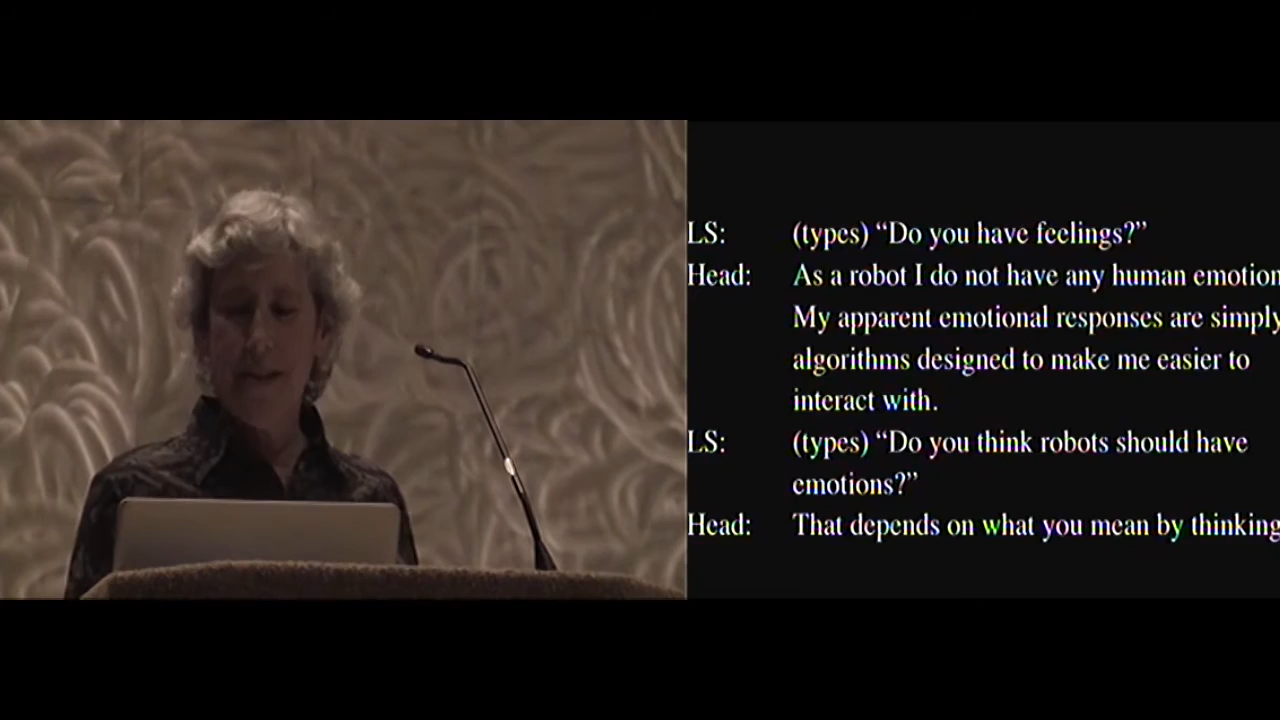 LS: (types) “Do you have feelings?”
Head: As a robot I do not have any human emotion
My apparent emotional responses are simply
algorithms designed to make me easier to
interact with.
LS: (types) “Do you think robots should have
emotions?”
Head: That depends on what you mean by thinking